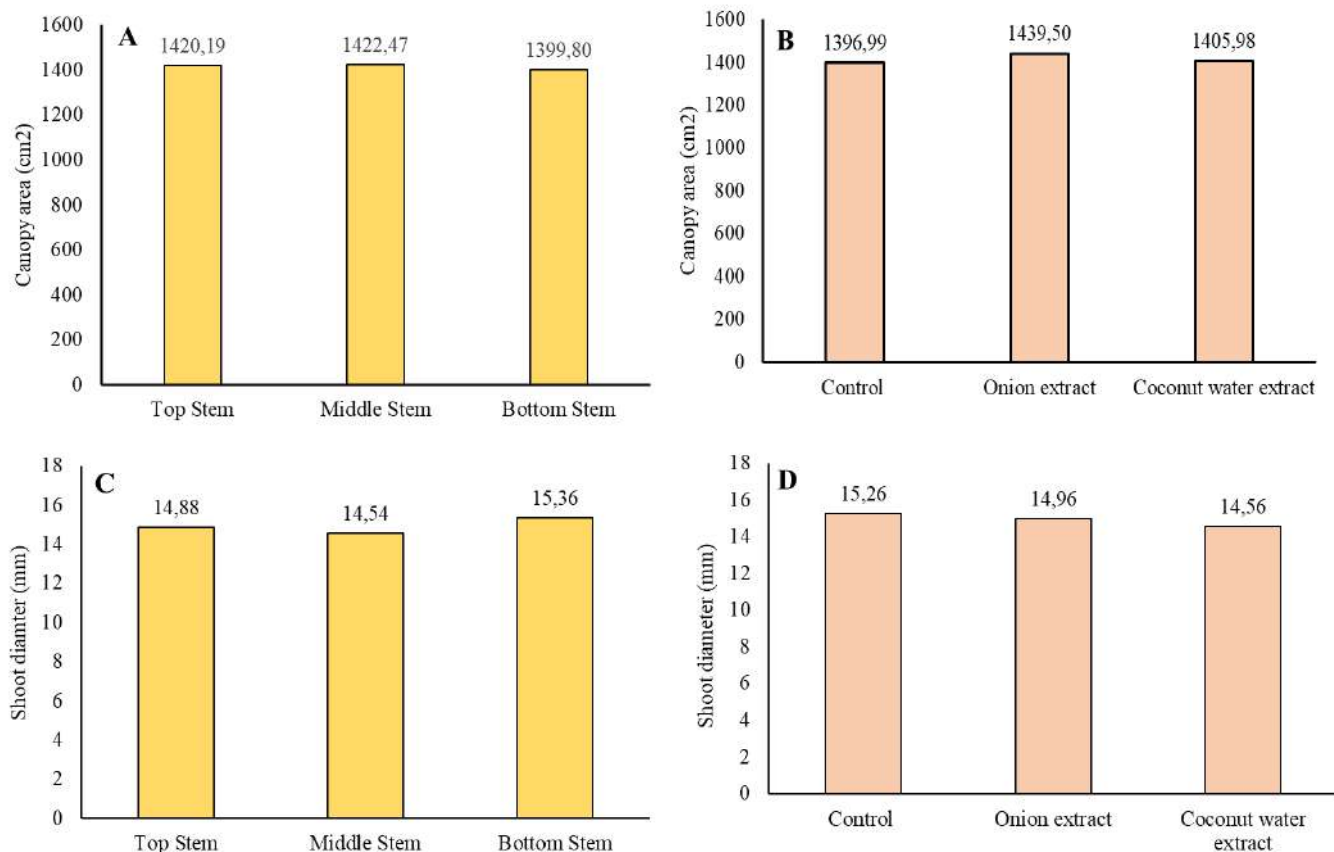 A
1420,19
1422,47
1399,80
1600
1400
1200
1000
800
600
400
200
0
Canopy area (cm2)
Top Stem
Middle Stem
Bottom Stem
B
1396,99
1439,50
1405,98
1600
1400
1200
1000
800
600
400
200
0
Canopy area (cm2)
Control
Onion extract
Coconut water extract
C
14,88
14,54
15,36
18
16
14
12
10
8
6
4
2
0
Shoot diamter (mm)
Top Stem
Middle Stem
Bottom Stem
D
15,26
14,96
14,56
18
16
14
12
10
8
6
4
2
0
Shoot diameter (mm)
Control
Onion extract
Coconut water
extract